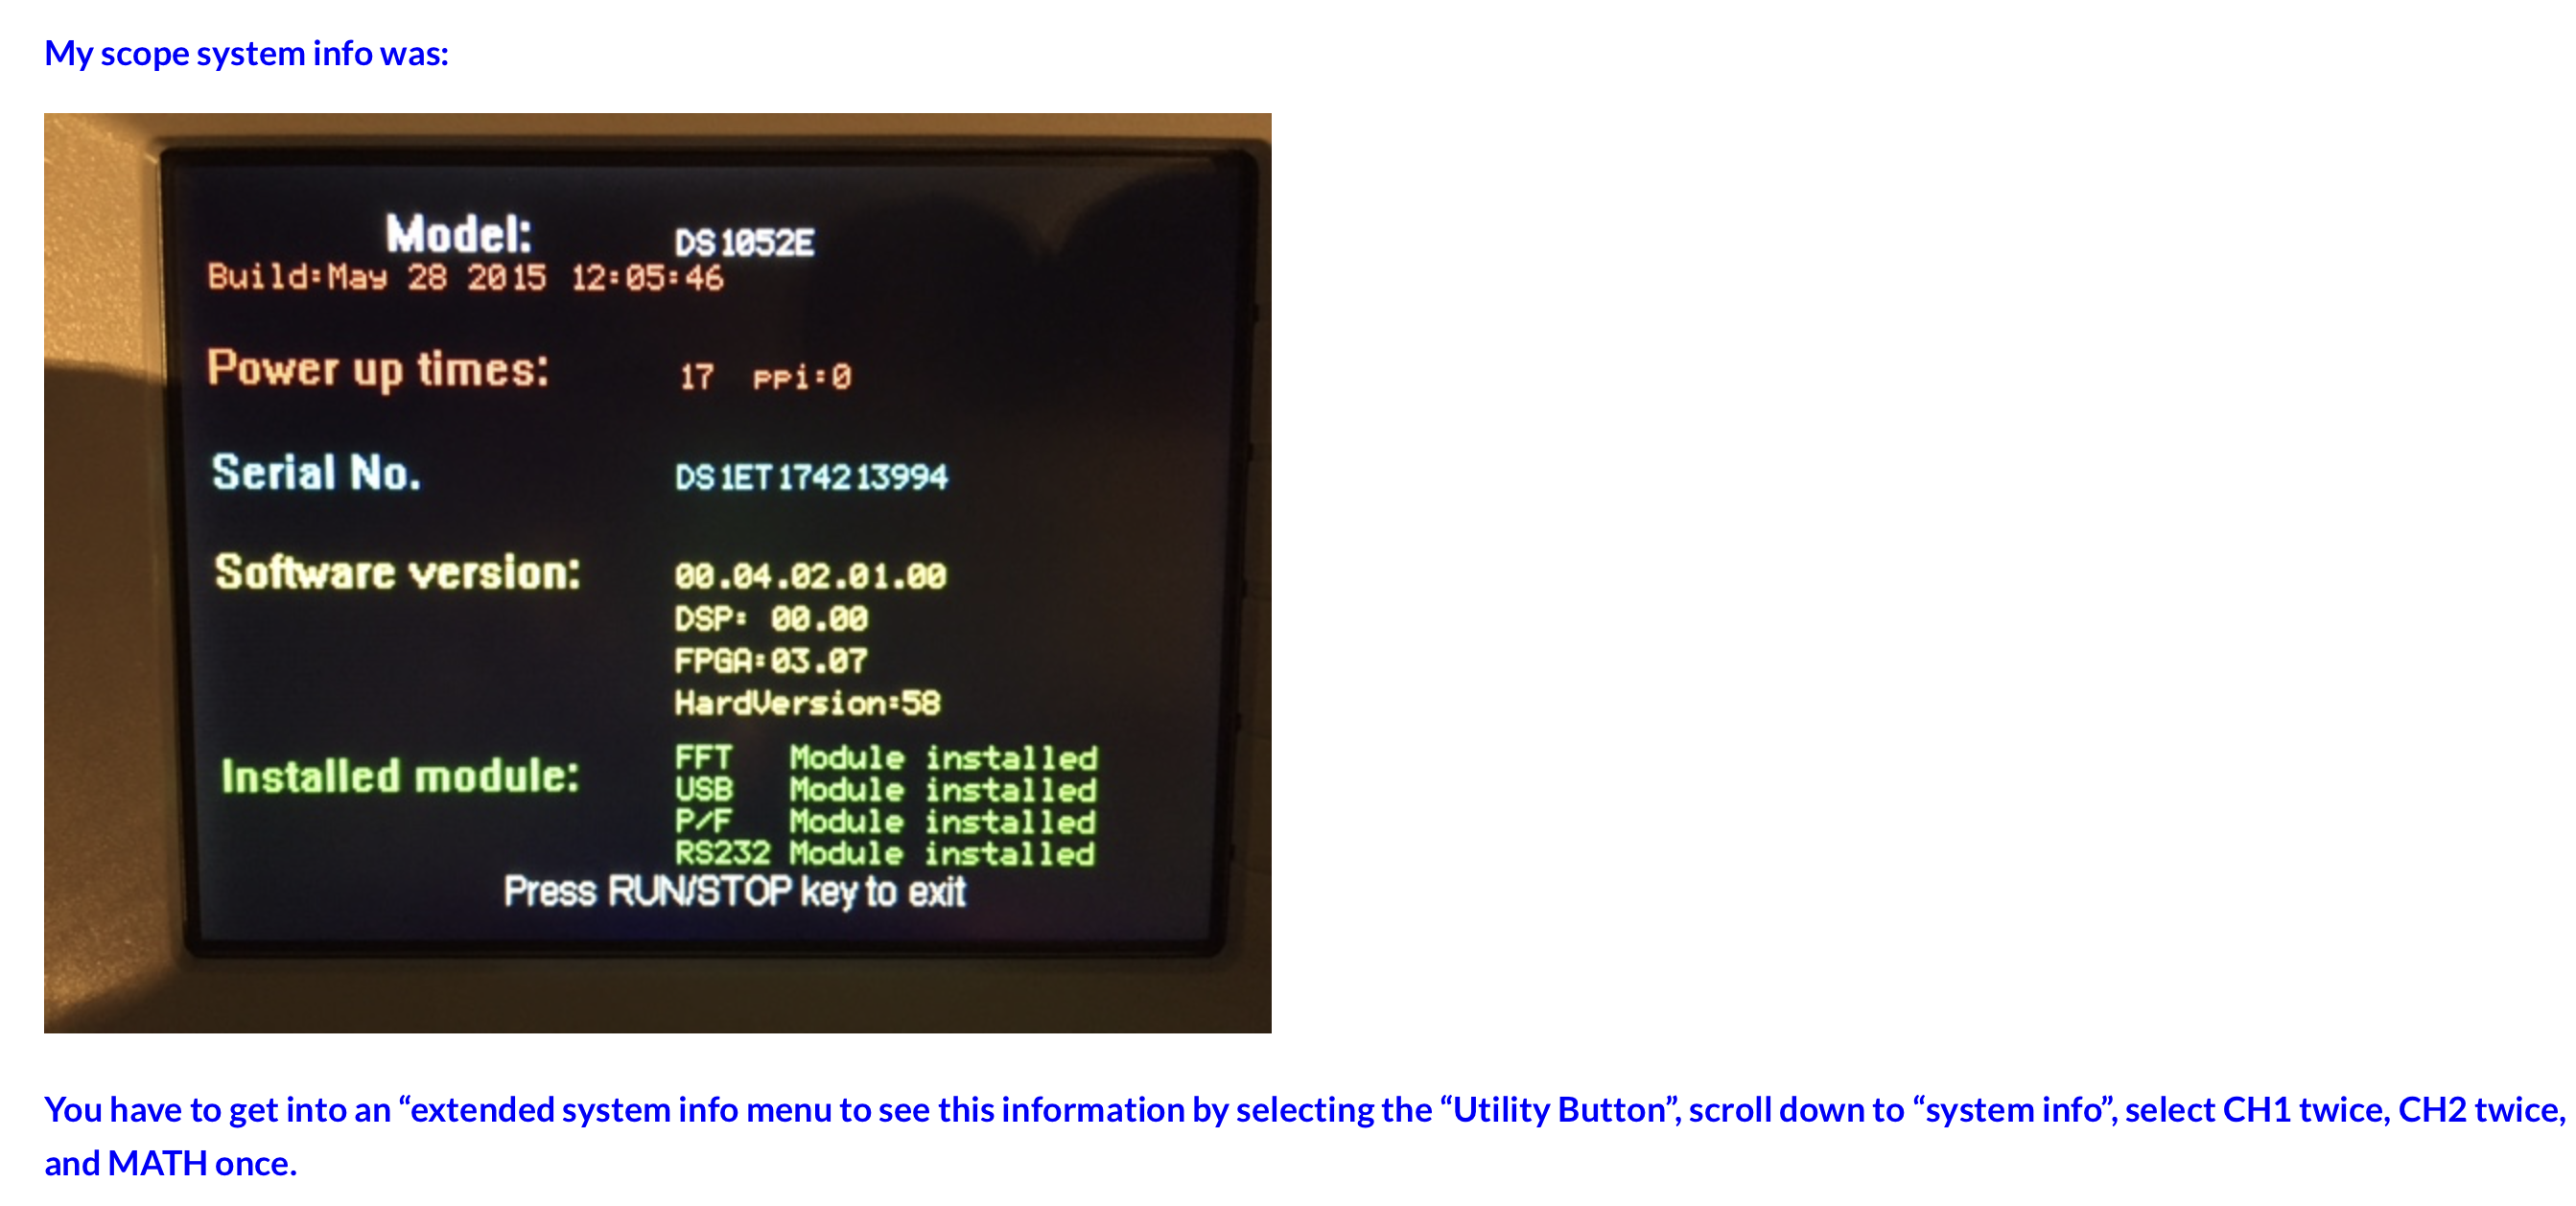 My scope system info was:
Model: DS1052E
Build:May 28 2015 12:05:46
Power up times: 17 ppi:0
Serial No. DS1ET174213994
Software version: 00.04.02.01.00
DSP: 00.00
FPGA:03.07
HardVersion:58
Installed module: FFT Module installed
USB Module installed
P/F Module installed
RS232 Module installed
Press RUN/STOP key to exit
You have to get into an “extended system info menu to see this information by selecting the “Utility Button”, scroll down to “system info”, select CH1 twice, CH2 twice,
and MATH once.